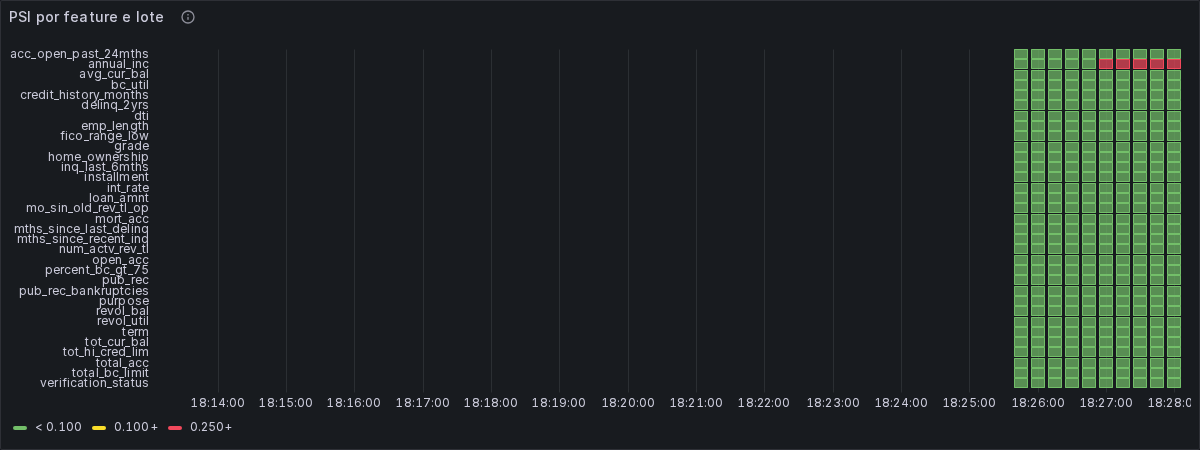 PSI por feature e lote
acc_open_past_24mths
annual_inc
avg_cur_bal
bc_util
credit_history_months
delinq_2yrs
dti
emp_length
fico_range_low
grade
home_ownership
inq_last_6mths
installment
int_rate
loan_amnt
mo_sin_old_rev_tl_op
mort_acc
mths_since_last_delinq
mths_since_recent_inq
num_actv_rev_tl
open_acc
percent_bc_gt_75
pub_rec
pub_rec_bankruptcies
purpose
revol_bal
revol_util
term
tot_cur_bal
tot_hi_cred_lim
total_acc
total_bc_limit
verification_status
18:14:00 18:15:00 18:16:00 18:17:00 18:18:00 18:19:00 18:20:00 18:21:00 18:22:00 18:23:00 18:24:00 18:25:00 18:26:00 18:27:00 18:28:0
< 0.100 0.100+ 0.250+